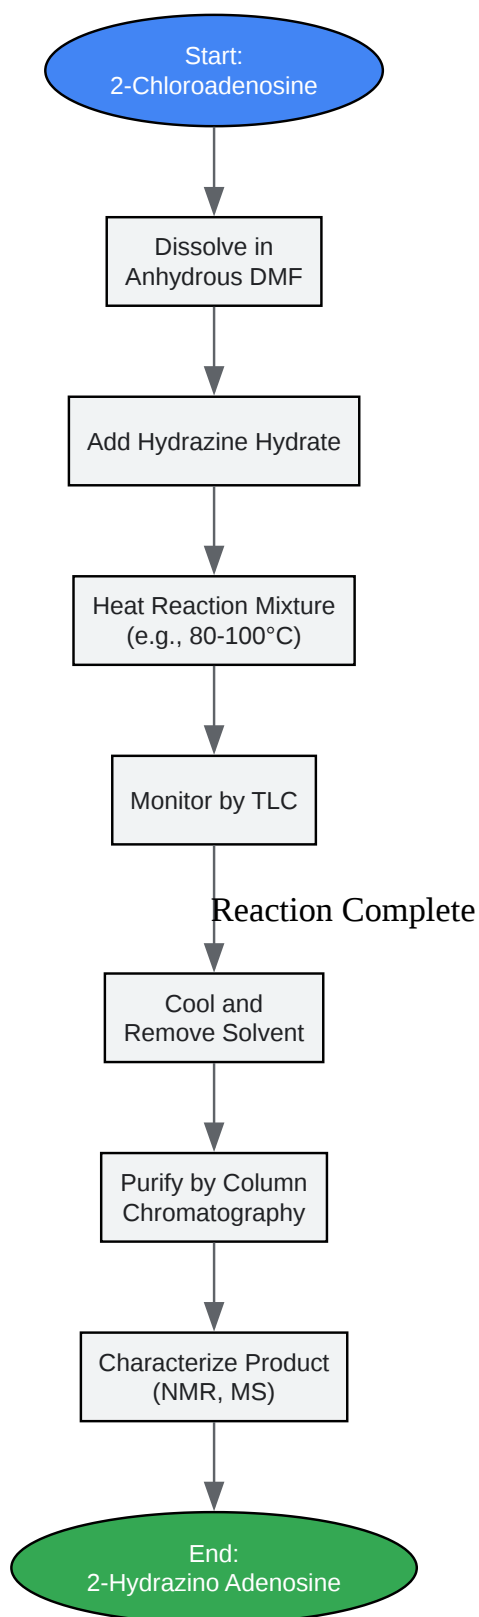 Start:
2-Chloroadenosine
Dissolve in
Anhydrous DMF
Add Hydrazine Hydrate
Heat Reaction Mixture
(e.g., 80-100°C)
Monitor by TLC
Reaction Complete
Cool and
Remove Solvent
Purify by Column
Chromatography
Characterize Product
(NMR, MS)
End:
2-Hydrazino Adenosine